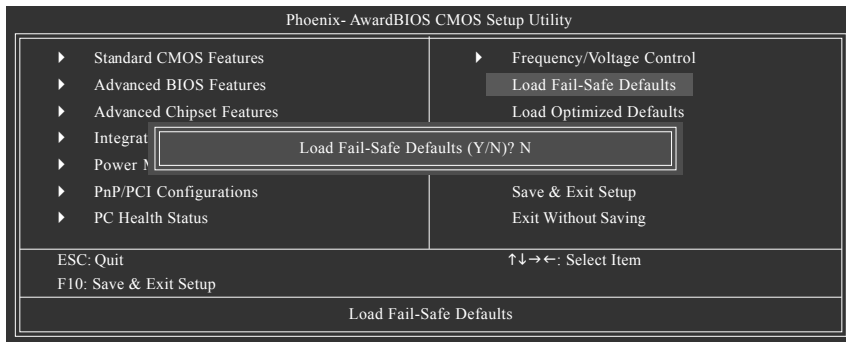 Phoenix- AwardBIOS CMOS Setup Utility
Standard CMOS Features
Advanced BIOS Features
Advanced Chipset Features
Integrat
Power M
PnP/PCI Configurations
PC Health Status
Frequency/Voltage Control
Load Fail-Safe Defaults
Load Optimized Defaults
Load Fail-Safe Defaults (Y/N)? N
Save & Exit Setup
Exit Without Saving
ESC: Quit
F10: Save & Exit Setup
↑↓→←: Select Item
Load Fail-Safe Defaults